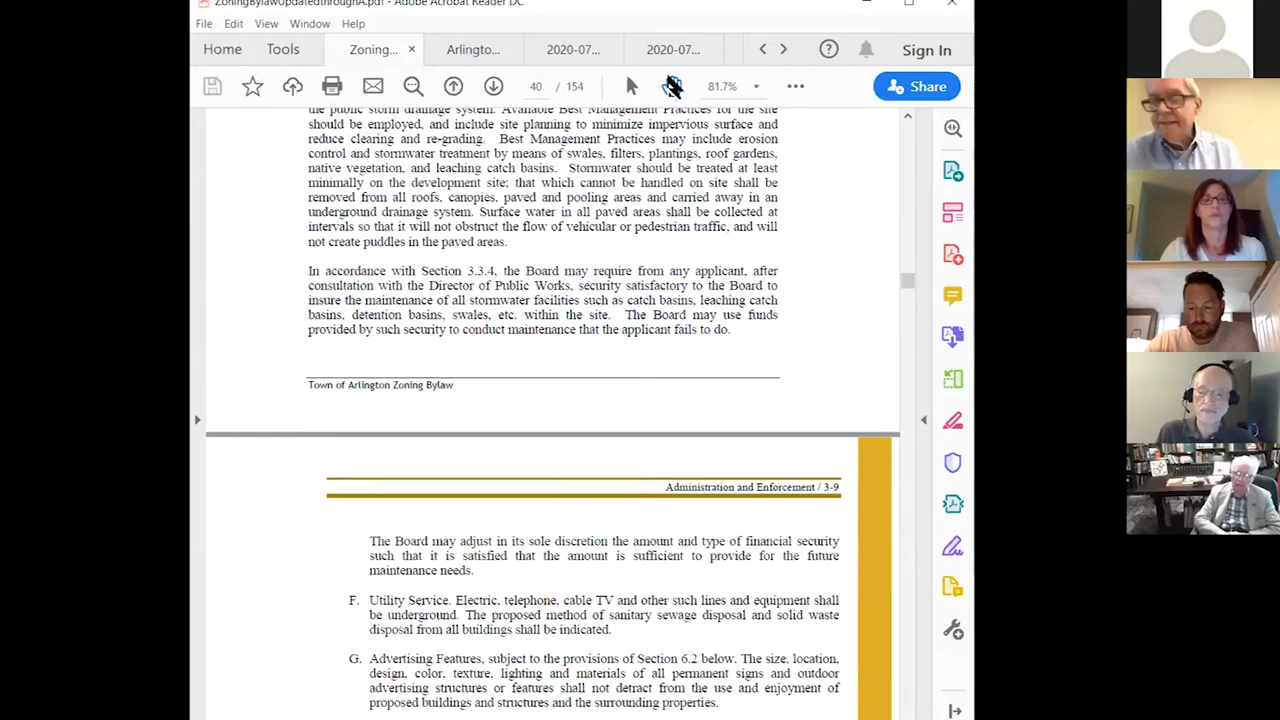 ZoningBylawUpdatedthroughA.pdf - Adobe Acrobat Reader DC
File Edit View Window Help
Home Tools Zoning... × Arlingto... 2020-07... 2020-07... Sign In
40 / 154 81.7% Share
the public storm drainage system. Available Best Management Practices for the site
should be employed, and include site planning to minimize impervious surface and
reduce clearing and re-grading. Best Management Practices may include erosion
control and stormwater treatment by means of swales, filters, plantings, roof gardens,
native vegetation, and leaching catch basins. Stormwater should be treated at least
minimally on the development site; that which cannot be handled on site shall be
removed from all roofs, canopies, paved and pooling areas and carried away in an
underground drainage system. Surface water in all paved areas shall be collected at
intervals so that it will not obstruct the flow of vehicular or pedestrian traffic, and will
not create puddles in the paved areas.
In accordance with Section 3.3.4, the Board may require from any applicant, after
consultation with the Director of Public Works, security satisfactory to the Board to
insure the maintenance of all stormwater facilities such as catch basins, leaching catch
basins, detention basins, swales, etc. within the site. The Board may use funds
provided by such security to conduct maintenance that the applicant fails to do.
Town of Arlington Zoning Bylaw
Administration and Enforcement / 3-9
The Board may adjust in its sole discretion the amount and type of financial security
such that it is satisfied that the amount is sufficient to provide for the future
maintenance needs.
F. Utility Service. Electric, telephone, cable TV and other such lines and equipment shall
be underground. The proposed method of sanitary sewage disposal and solid waste
disposal from all buildings shall be indicated.
G. Advertising Features, subject to the provisions of Section 6.2 below. The size, location,
design, color, texture, lighting and materials of all permanent signs and outdoor
advertising structures or features shall not detract from the use and enjoyment of
proposed buildings and structures and the surrounding properties.